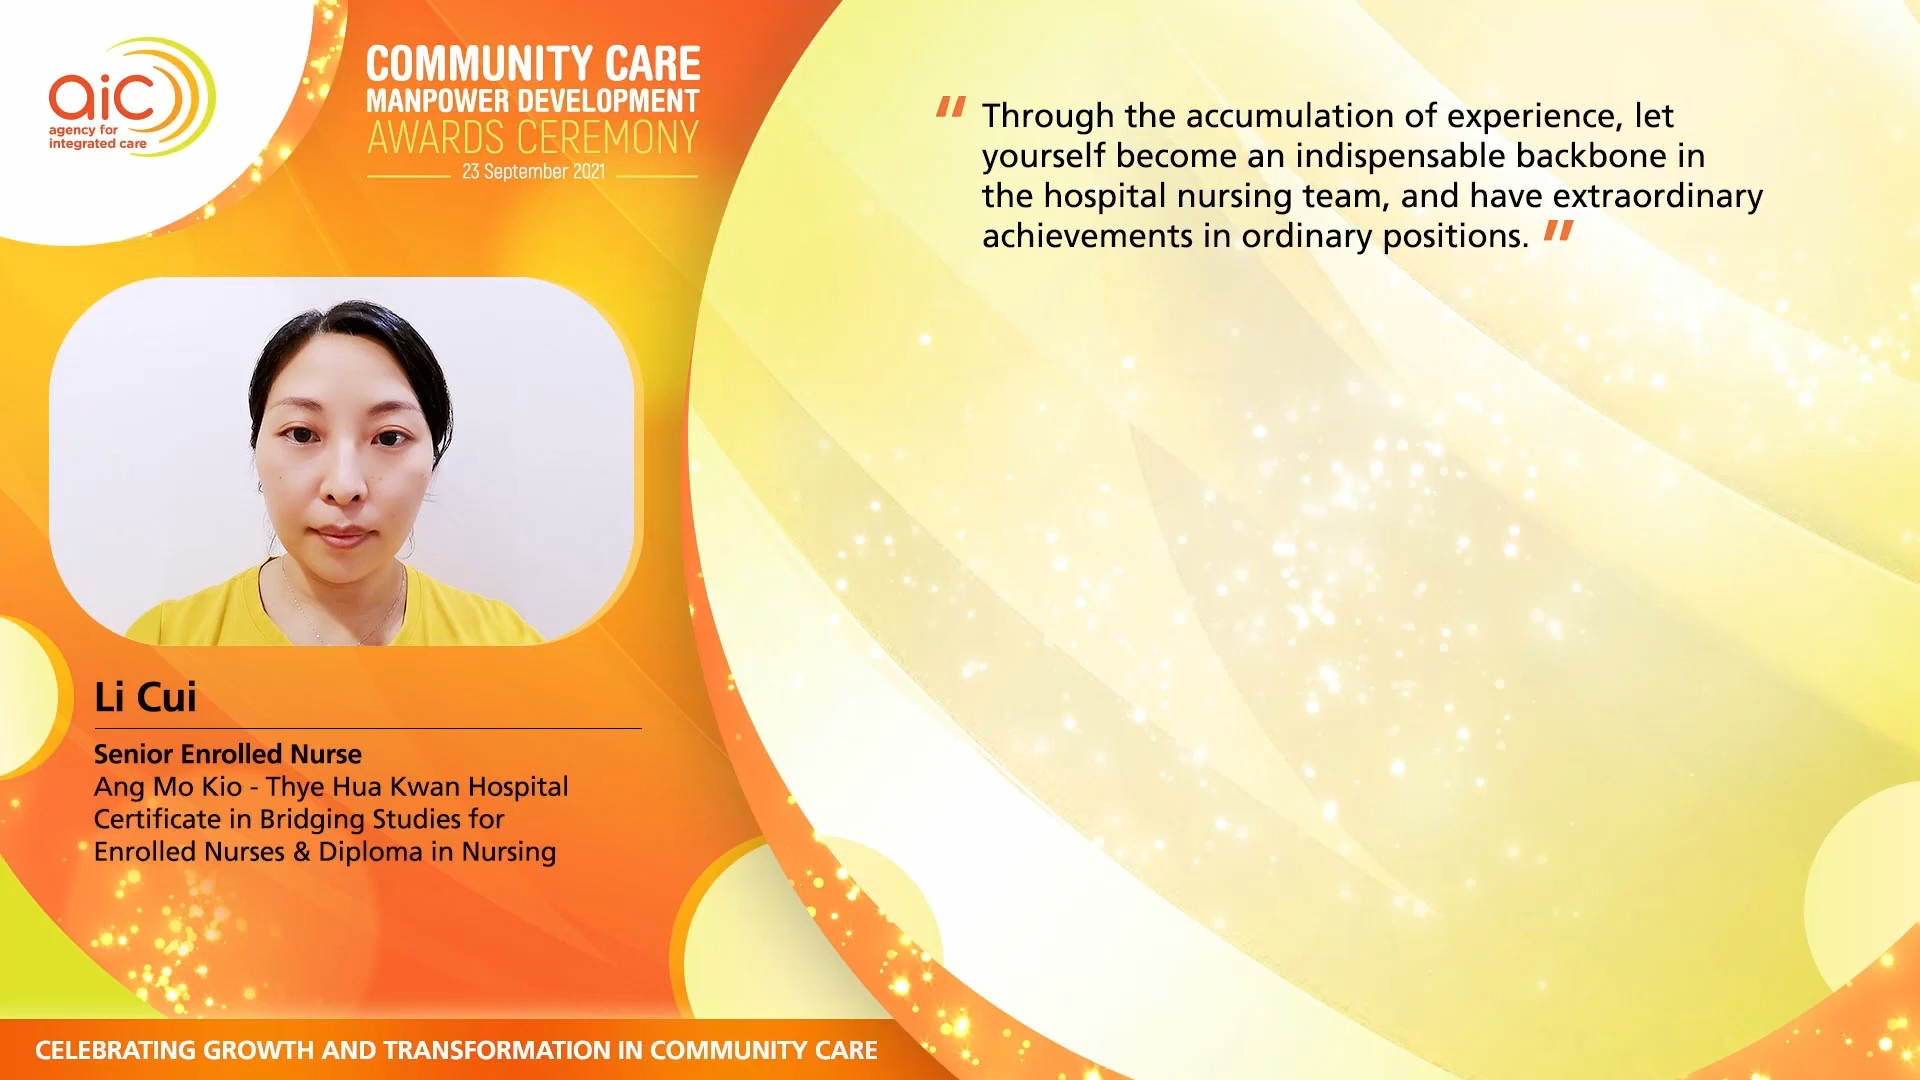 aic
agency for
integrated care
COMMUNITY CARE
MANPOWER DEVELOPMENT
AWARDS CEREMONY
23 September 2021
“ Through the accumulation of experience, let
yourself become an indispensable backbone in
the hospital nursing team, and have extraordinary
achievements in ordinary positions. ”
Li Cui
Senior Enrolled Nurse
Ang Mo Kio - Thye Hua Kwan Hospital
Certificate in Bridging Studies for
Enrolled Nurses & Diploma in Nursing
CELEBRATING GROWTH AND TRANSFORMATION IN COMMUNITY CARE